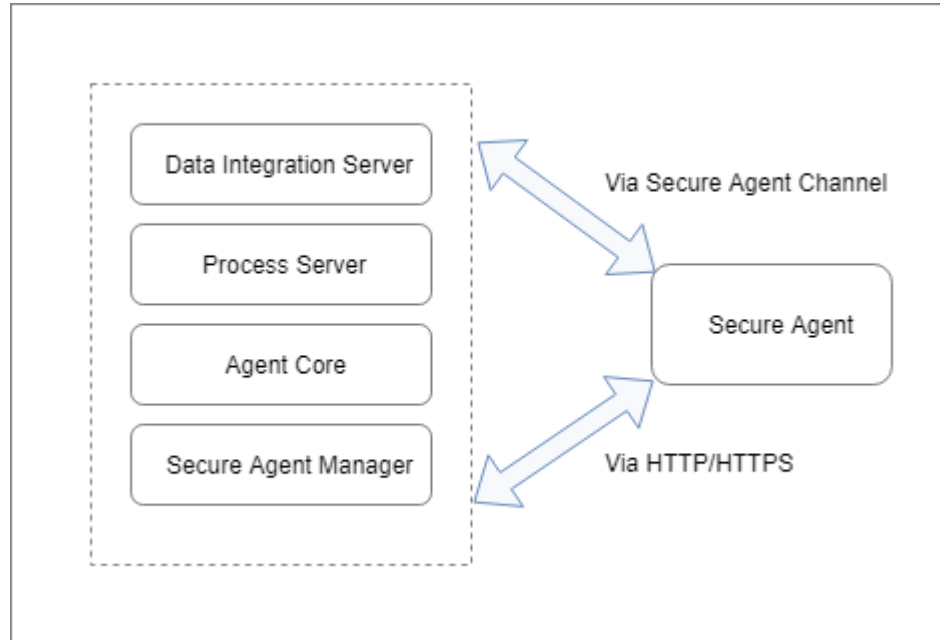 Data Integration Server
Via Secure Agent Channel
Process Server
Secure Agent
Agent Core
Secure Agent Manager
Via HTTP/HTTPS